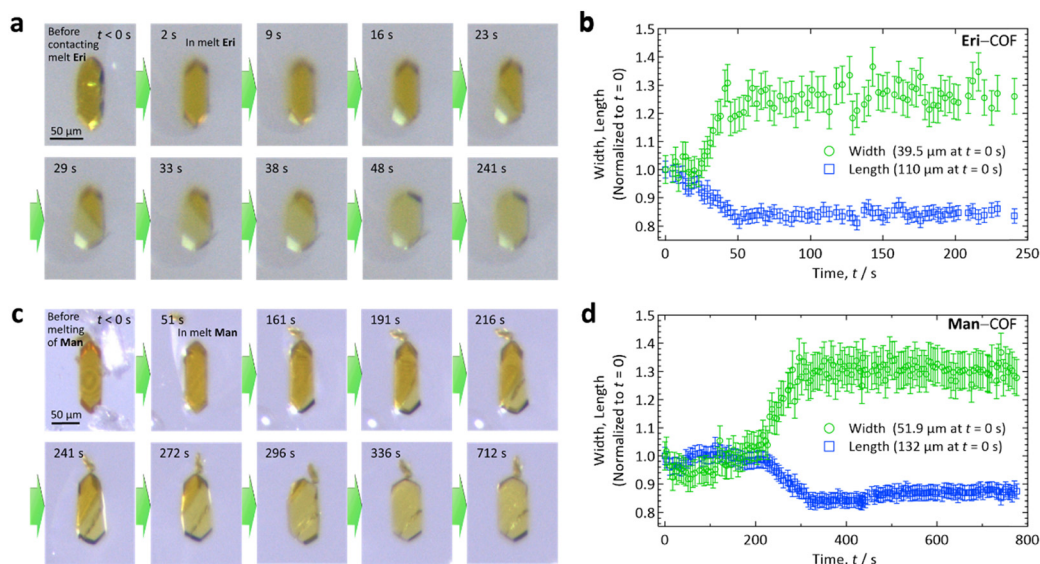 a
Before contacting melt Eri
t < 0 s
50 µm
2 s
In melt Eri
9 s
16 s
23 s
29 s
33 s
38 s
48 s
241 s
b
Eri–COF
Width, Length
(Normalized to t = 0)
1.5
1.4
1.3
1.2
1.1
1.0
0.9
0.8
Width (39.5 µm at t = 0 s)
Length (110 µm at t = 0 s)
0
50
100
150
200
250
Time, t / s
c
Before melting of Man
t < 0 s
50 µm
51 s
In melt Man
161 s
191 s
216 s
241 s
272 s
296 s
336 s
712 s
d
Man–COF
Width, Length
(Normalized to t = 0)
1.5
1.4
1.3
1.2
1.1
1.0
0.9
0.8
Width (51.9 µm at t = 0 s)
Length (132 µm at t = 0 s)
0
200
400
600
800
Time, t / s